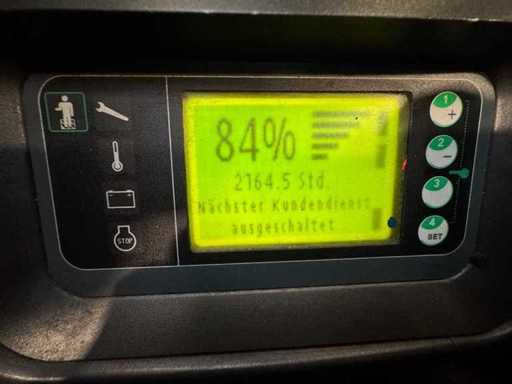 84%
2164.5 Std.
Nächster Kundendienst
ausgeschaltet
STOP
1
+
2
−
3
4
SET